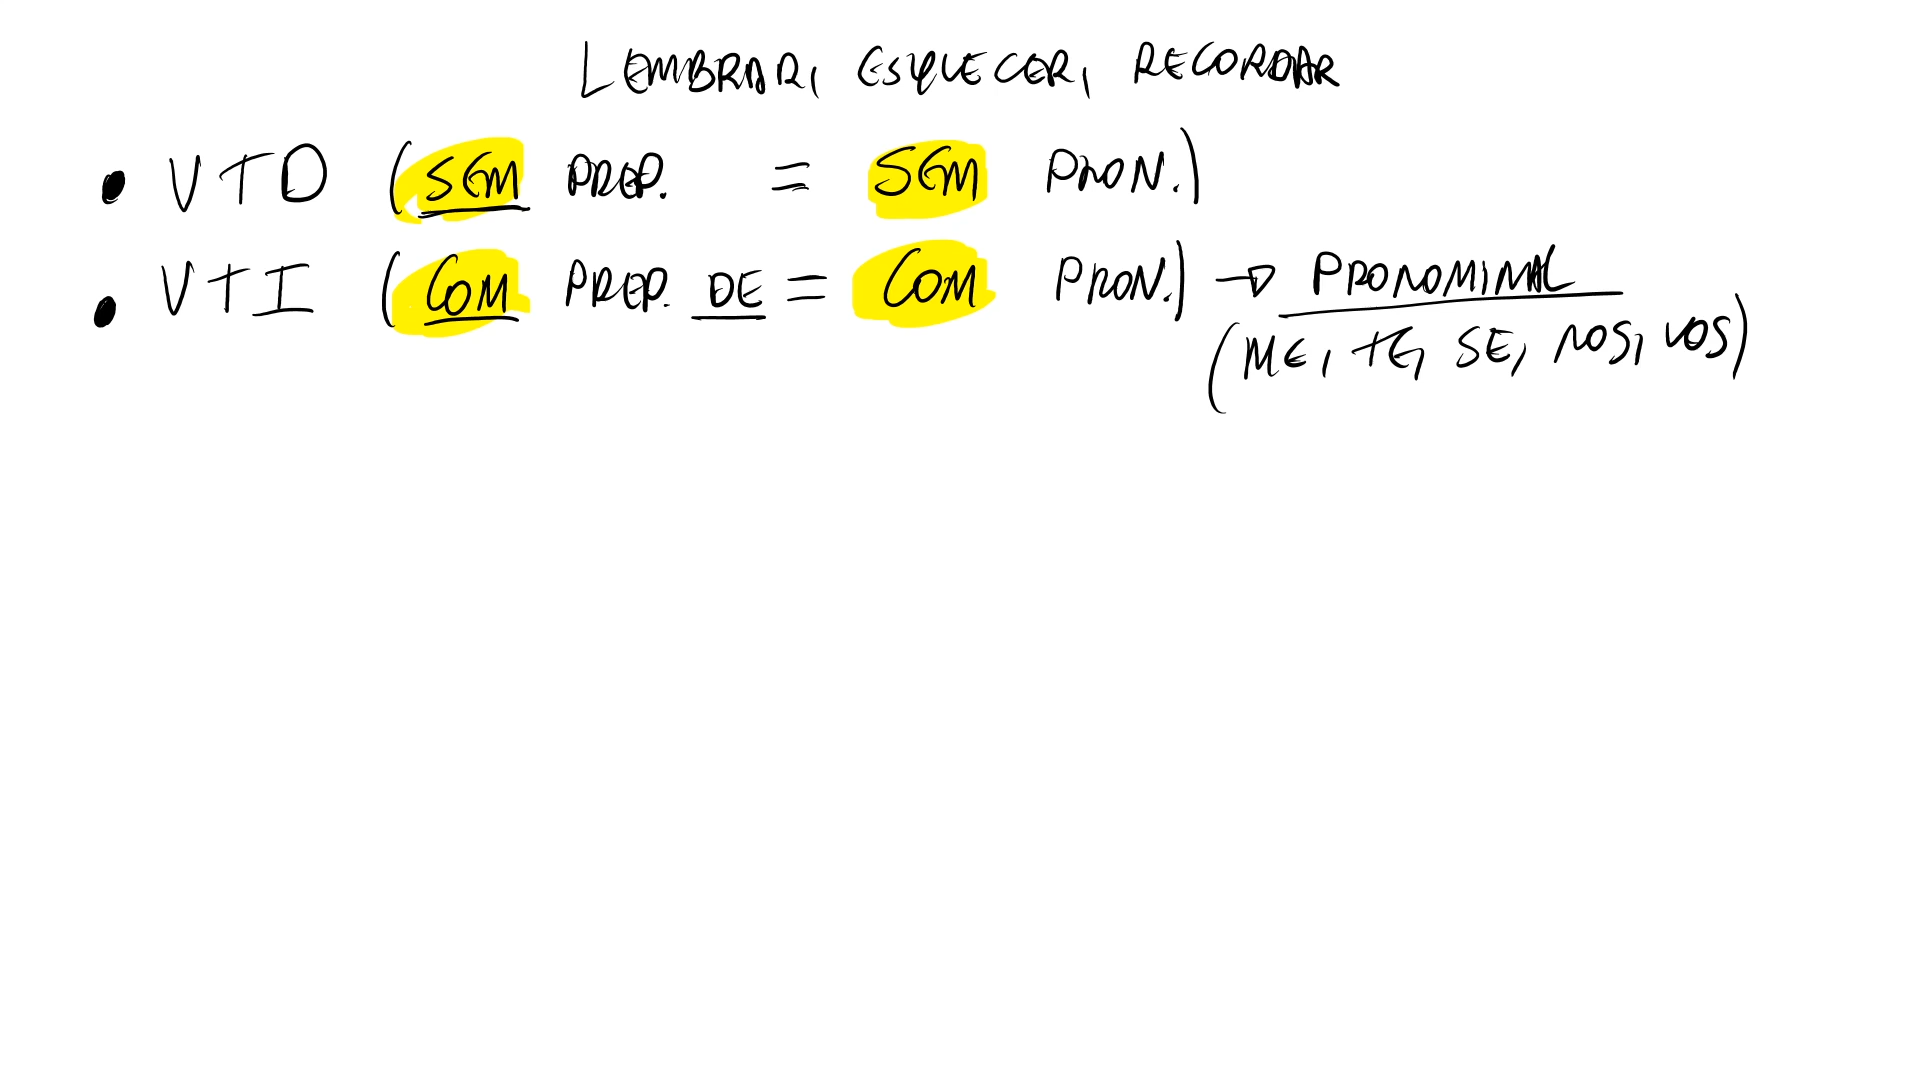 LEMBRAR, ESQUECER, RECORDAR
• VTD (SEM PREP. = SEM PRON.)
• VTI (COM PREP. DE = COM PRON.) → PRONOMINAL
(ME, TE, SE, NOS, VOS)